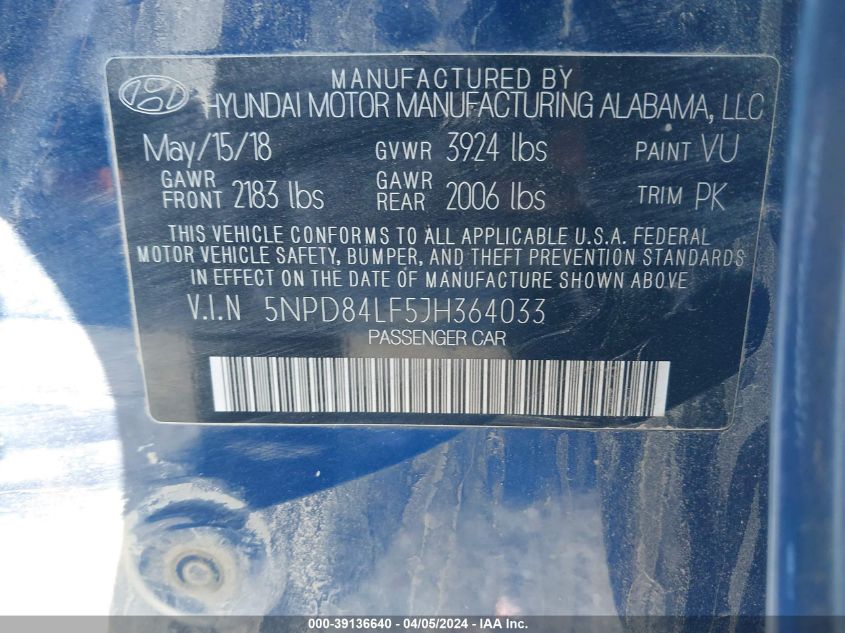 MANUFACTURED BY
HYUNDAI MOTOR MANUFACTURING ALABAMA, LLC
May/15/18 GVWR 3924 lbs PAINT VU
GAWR FRONT 2183 lbs GAWR REAR 2006 lbs TRIM PK
THIS VEHICLE CONFORMS TO ALL APPLICABLE U.S.A. FEDERAL
MOTOR VEHICLE SAFETY, BUMPER, AND THEFT PREVENTION STANDARDS
IN EFFECT ON THE DATE OF MANUFACTURE SHOWN ABOVE
V.I.N 5NPD84LF5JH364033
PASSENGER CAR
000-39136640 - 04/05/2024 - IAA Inc.